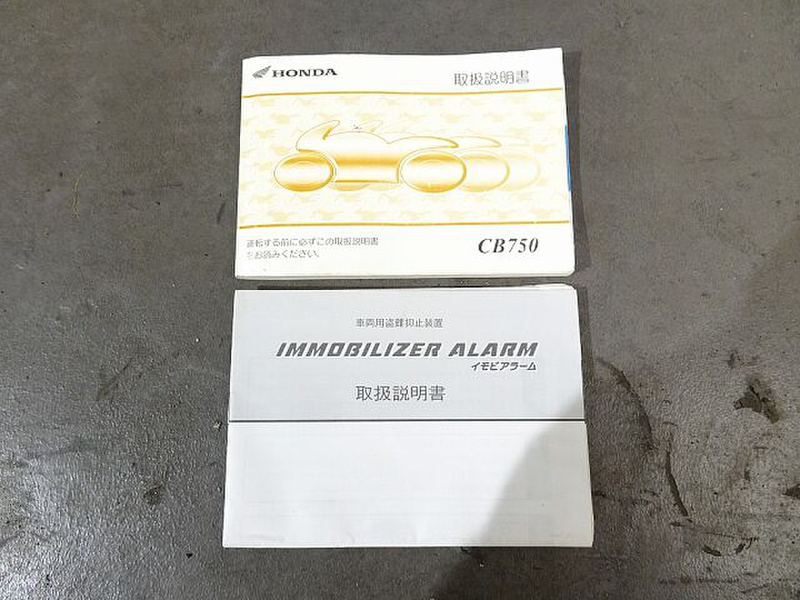 HONDA
取扱説明書
運転する前に必ずこの取扱説明書
をお読みください。
CB750
車両用盗難抑止装置
IMMOBILIZER ALARM
イモビアラーム
取扱説明書